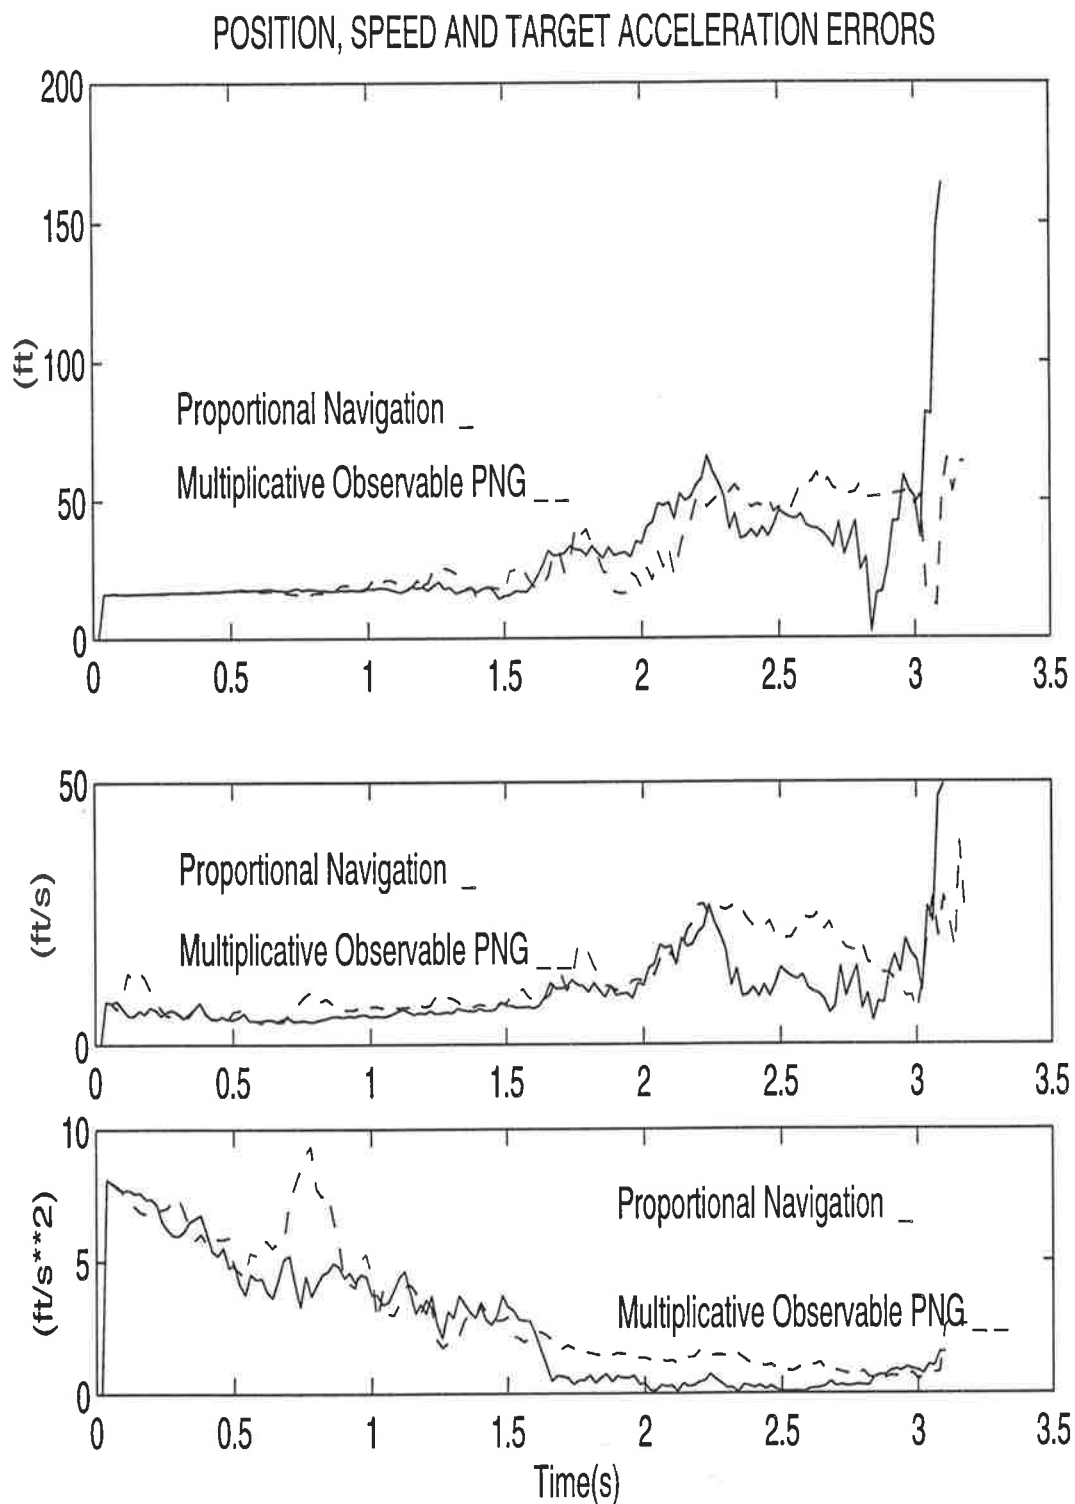 POSITION, SPEED AND TARGET ACCELERATION ERRORS
200
150
100
50
0
(ft)
Proportional Navigation _
Multiplicative Observable PNG _ _
0 0.5 1 1.5 2 2.5 3 3.5
50
0
(ft/s)
Proportional Navigation _
Multiplicative Observable PNG _ _
0 0.5 1 1.5 2 2.5 3 3.5
10
5
0
(ft/s**2)
Proportional Navigation _
Multiplicative Observable PNG _ _
0 0.5 1 1.5 2 2.5 3 3.5
Time(s)